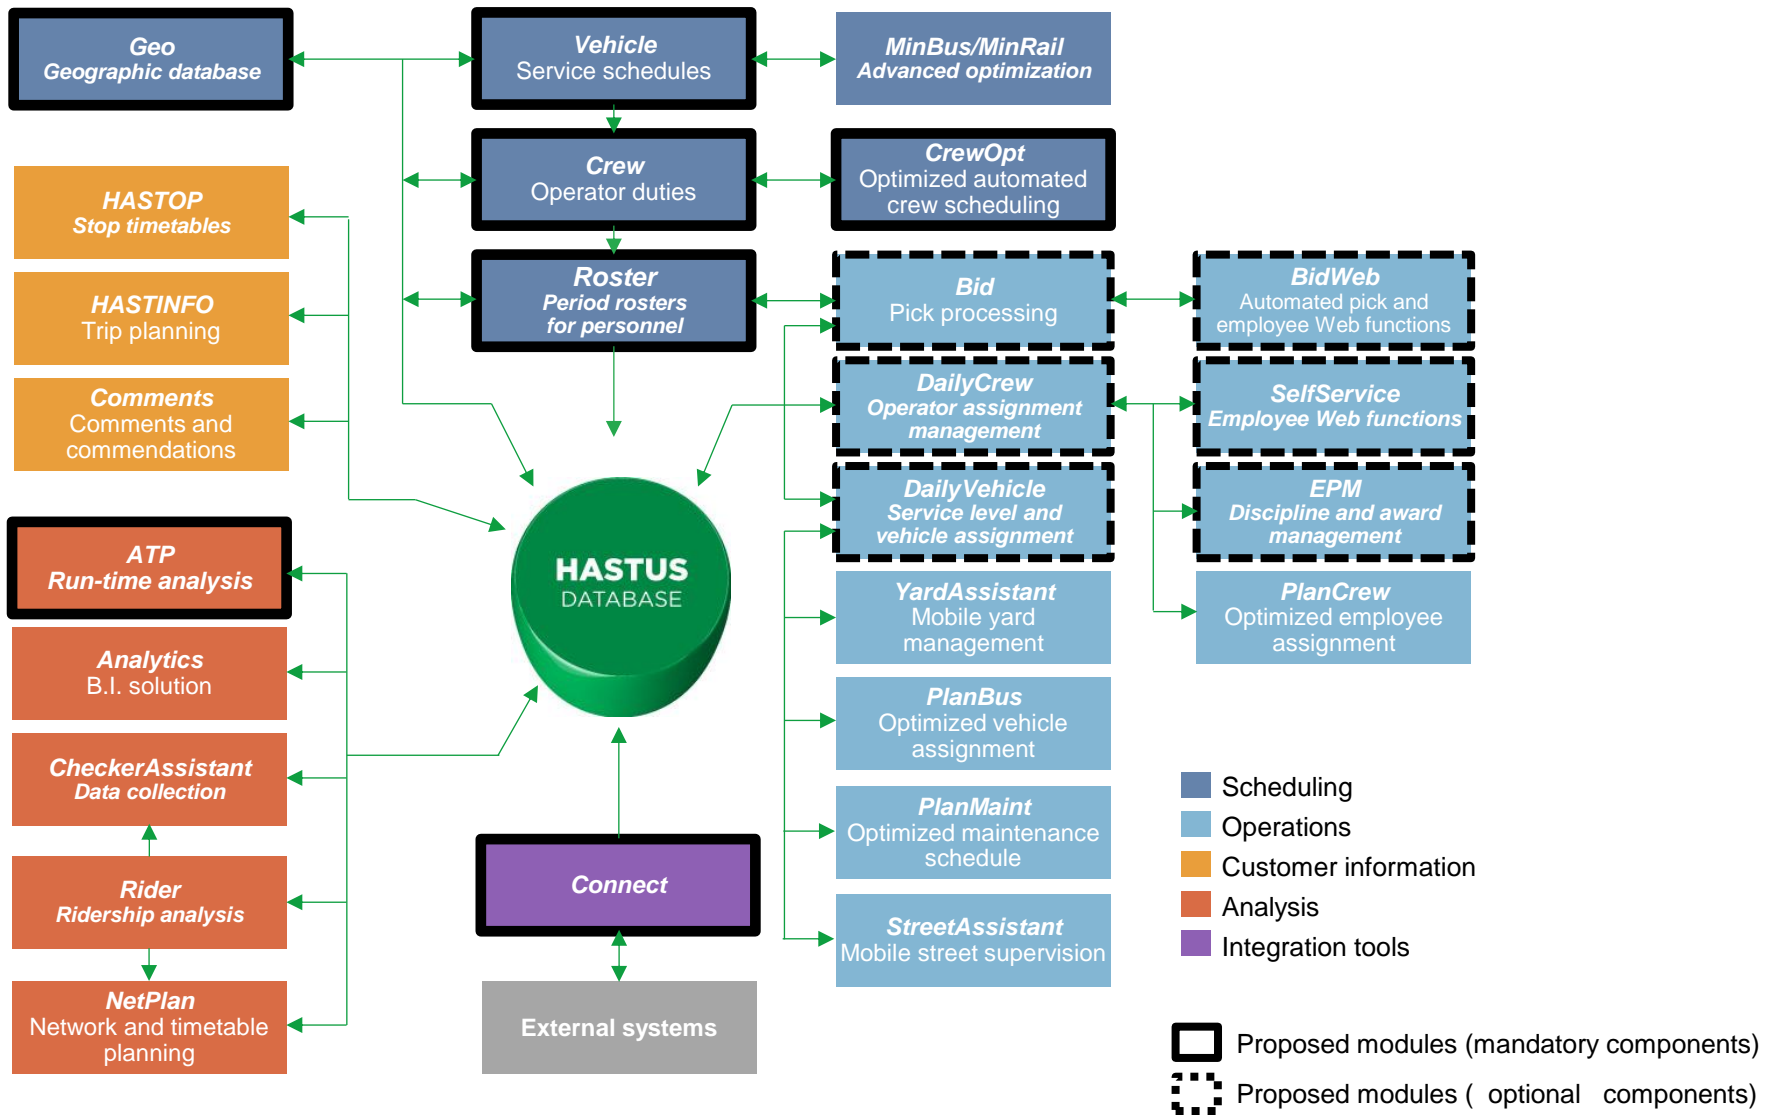 Geo
Geographic database
Vehicle
Service schedules
MinBus/MinRail
Advanced optimization
Crew
Operator duties
CrewOpt
Optimized automated
crew scheduling
HASTOP
Stop timetables
Roster
Period rosters
for personnel
Bid
Pick processing
BidWeb
Automated pick and
employee Web functions
HASTINFO
Trip planning
Comments
Comments and
commendations
DailyCrew
Operator assignment
management
SelfService
Employee Web functions
DailyVehicle
Service level and
vehicle assignment
EPM
Discipline and award
management
ATP
Run-time analysis
HASTUS
DATABASE
YardAssistant
Mobile yard
management
PlanCrew
Optimized employee
assignment
Analytics
B.I. solution
PlanBus
Optimized vehicle
assignment
CheckerAssistant
Data collection
PlanMaint
Optimized maintenance
schedule
Connect
Rider
Ridership analysis
StreetAssistant
Mobile street supervision
NetPlan
Network and timetable
planning
External systems
Scheduling
Operations
Customer information
Analysis
Integration tools
Proposed modules (mandatory components)
Proposed modules ( optional components)